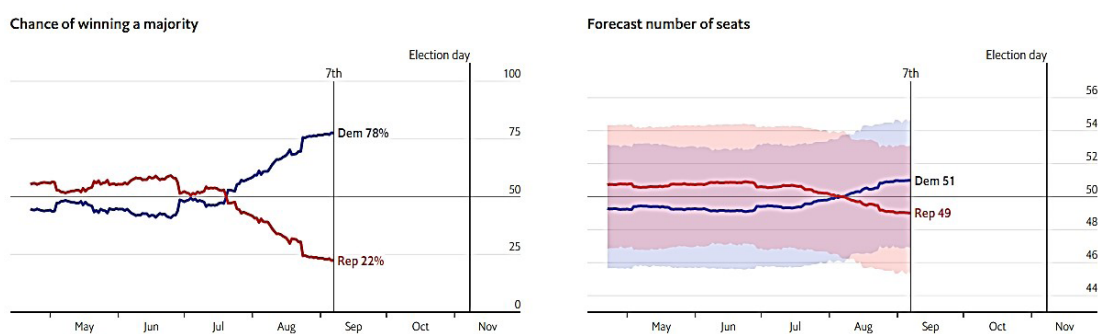 Chance of winning a majority
Election day
7th
100
Dem 78%
75
50
25
Rep 22%
0
May Jun Jul Aug Sep Oct Nov
Forecast number of seats
Election day
7th
56
54
52
Dem 51
50
Rep 49
48
46
44
May Jun Jul Aug Sep Oct Nov